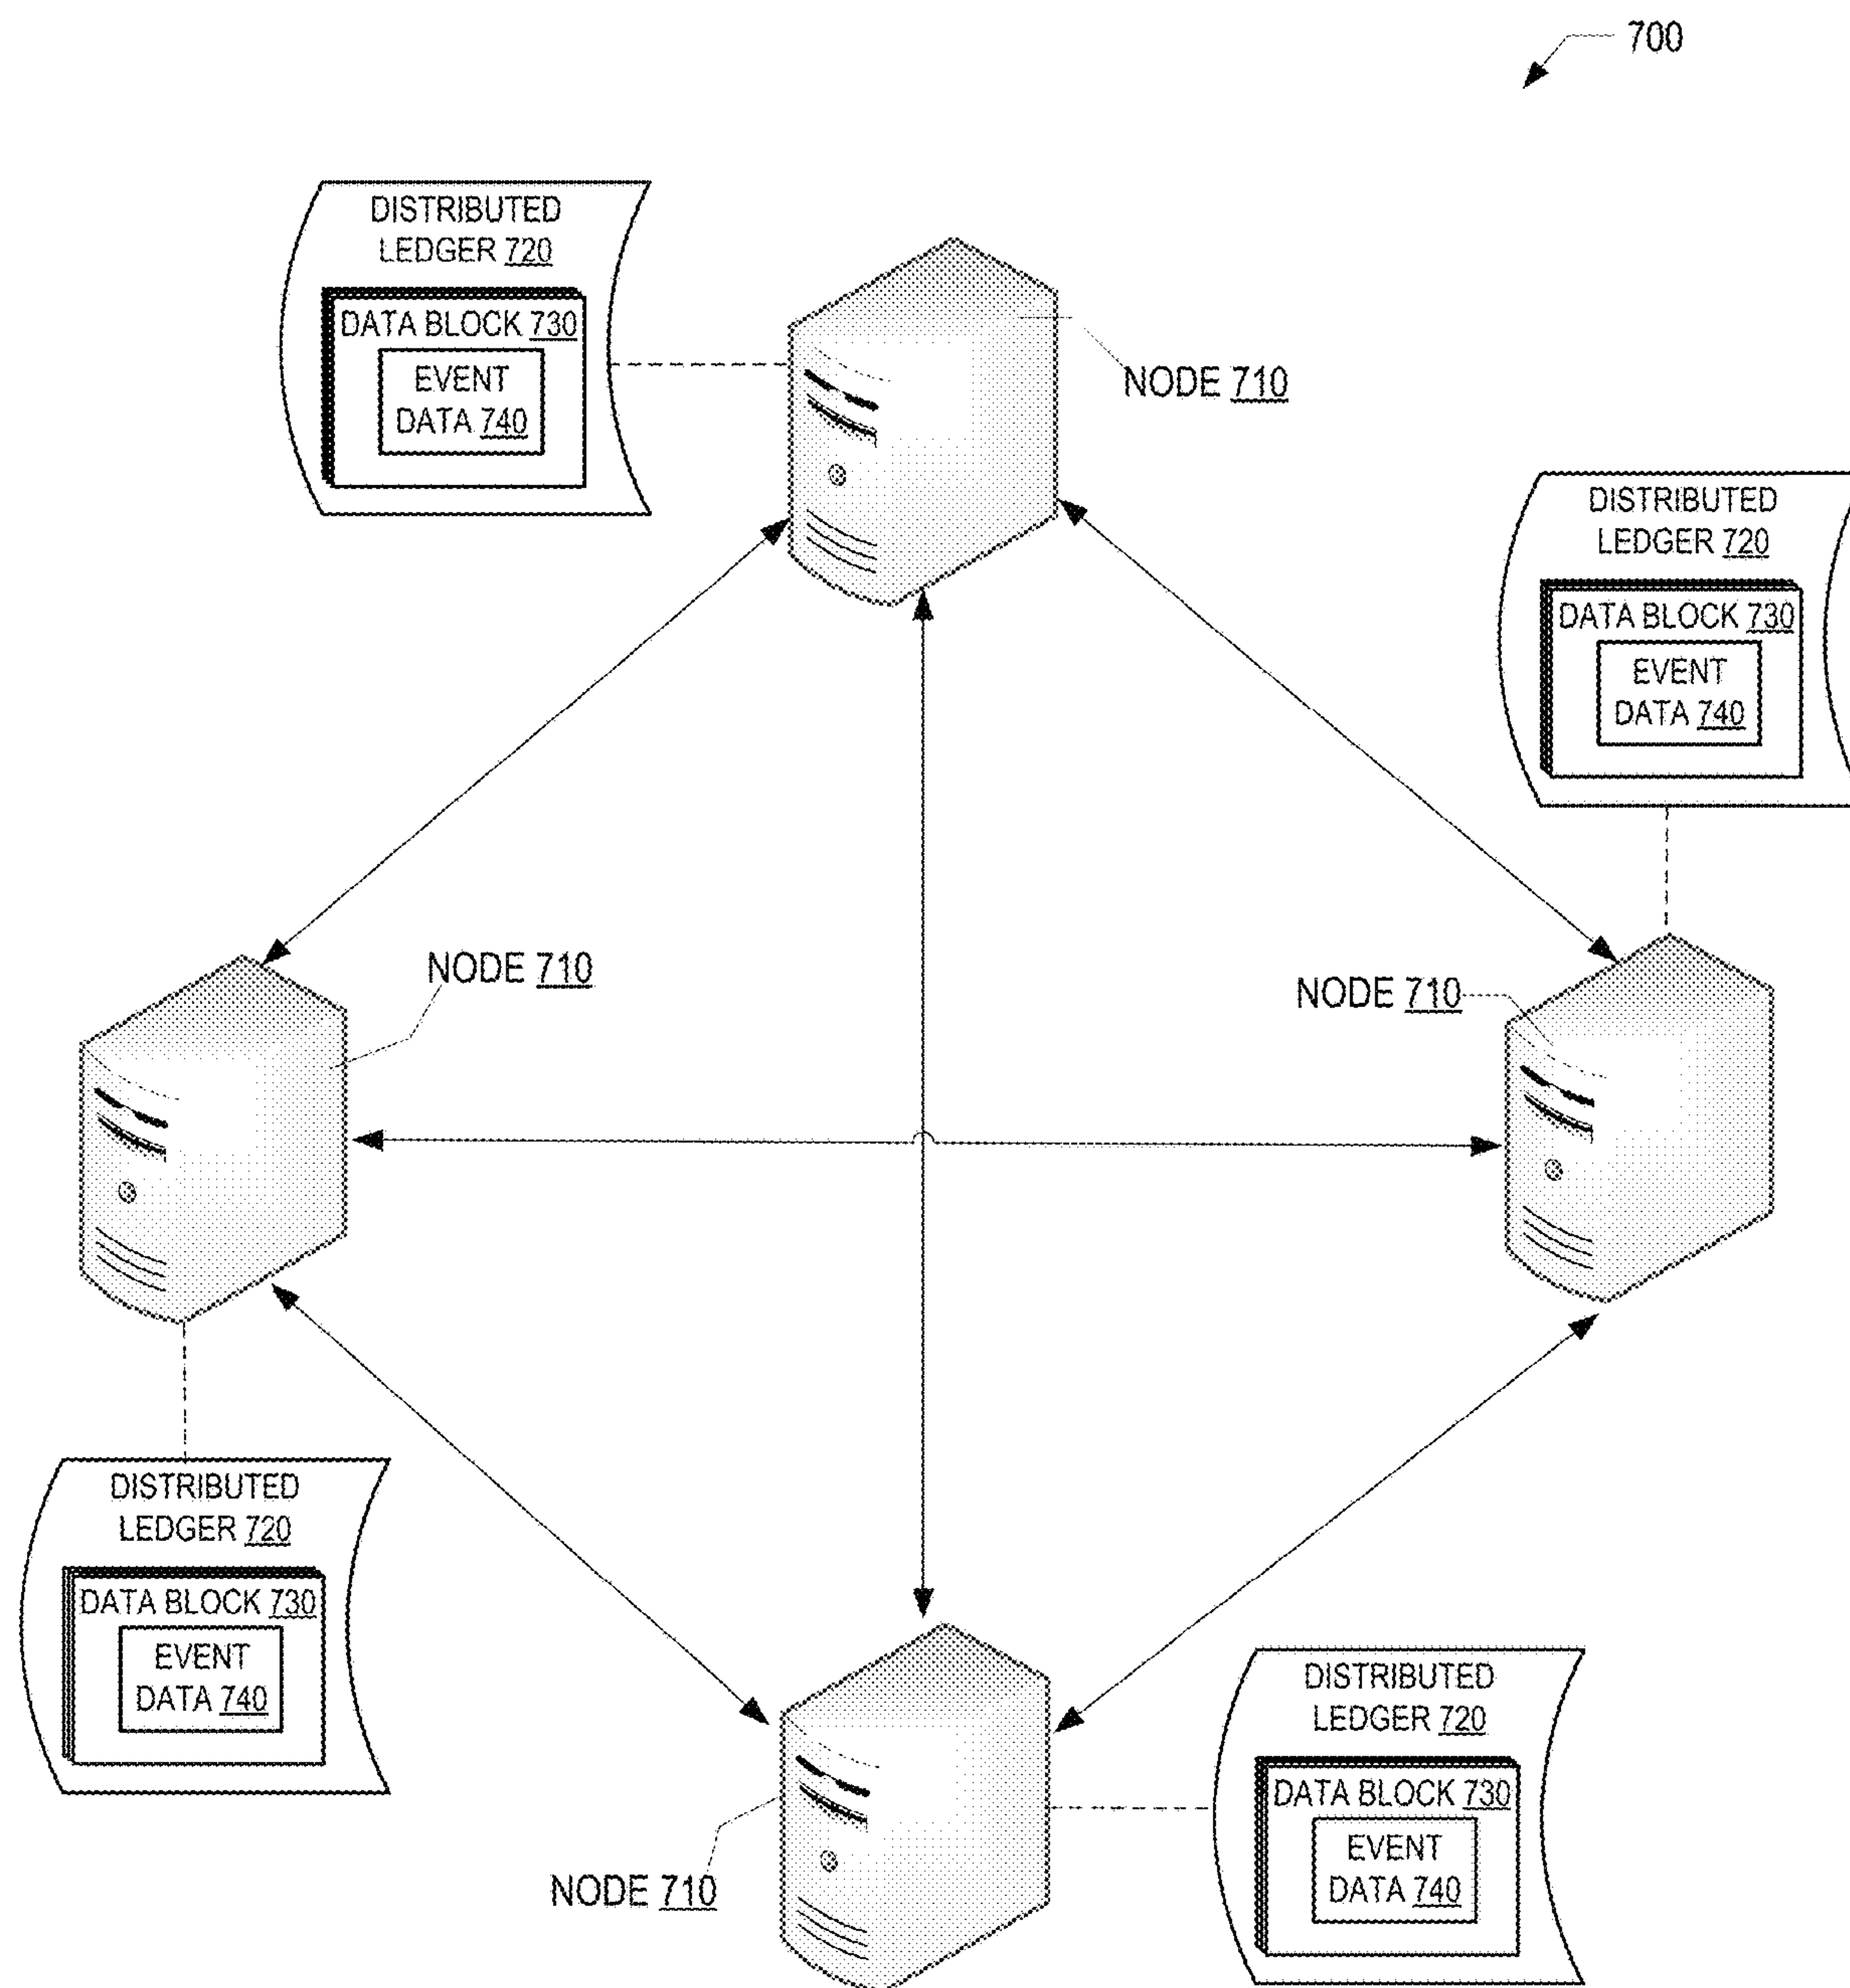 700
DISTRIBUTED
LEDGER 720
DATA BLOCK 730
EVENT
DATA 740
NODE 710
DISTRIBUTED
LEDGER 720
DATA BLOCK 730
EVENT
DATA 740
NODE 710
NODE 710
DISTRIBUTED
LEDGER 720
DATA BLOCK 730
EVENT
DATA 740
NODE 710
DISTRIBUTED
LEDGER 720
DATA BLOCK 730
EVENT
DATA 740